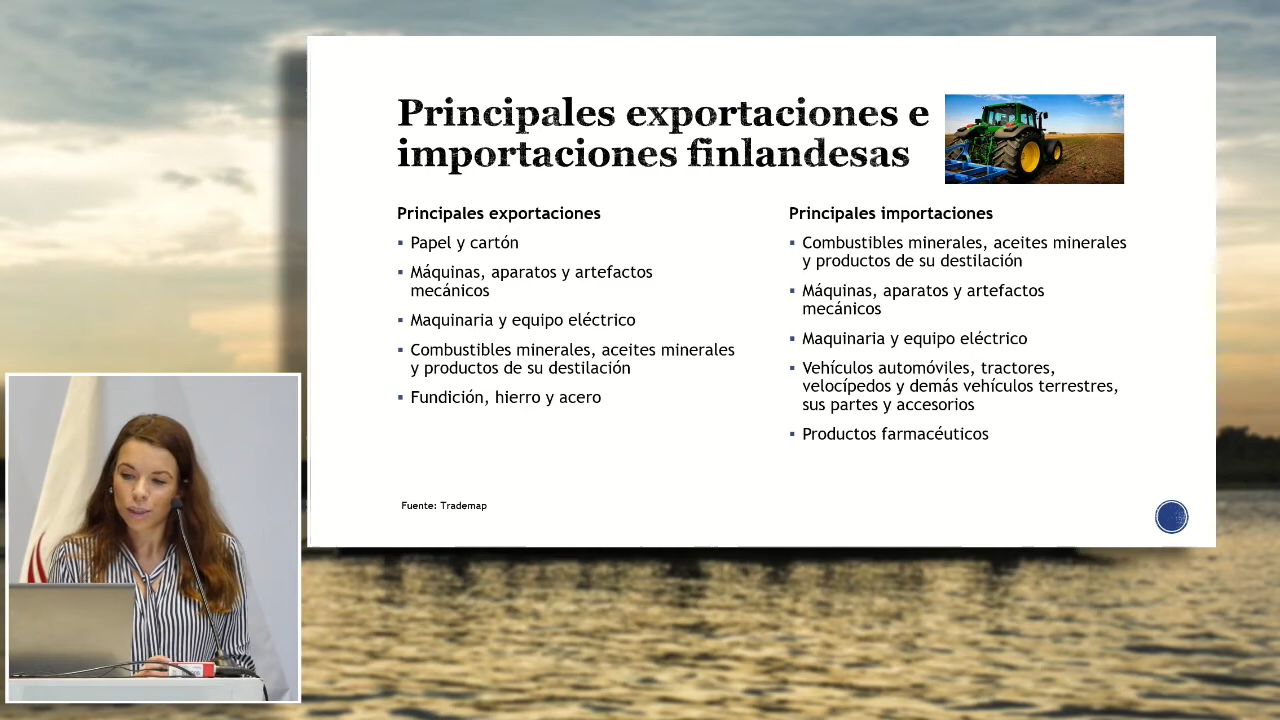 Principales exportaciones e
importaciones finlandesas
Principales exportaciones
▪ Papel y cartón
▪ Máquinas, aparatos y artefactos
mecánicos
▪ Maquinaria y equipo eléctrico
▪ Combustibles minerales, aceites minerales
y productos de su destilación
▪ Fundición, hierro y acero
Principales importaciones
▪ Combustibles minerales, aceites minerales
y productos de su destilación
▪ Máquinas, aparatos y artefactos
mecánicos
▪ Maquinaria y equipo eléctrico
▪ Vehículos automóviles, tractores,
velocípedos y demás vehículos terrestres,
sus partes y accesorios
▪ Productos farmacéuticos
Fuente: Trademap